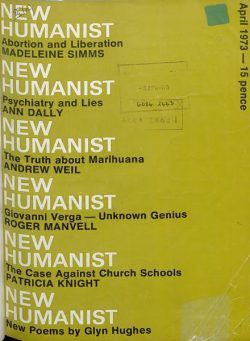 NEW
HUMANIST
Abortion and Liberation
MADELEINE SIMMS
NEW
HUMANIST
Psychiatry and Lies
ANN DALLY
NEW
HUMANIST
The Truth about Marihuana
ANDREW WEIL
NEW
HUMANIST
Giovanni Verga — Unknown Genius
ROGER MANVELL
NEW
HUMANIST
The Case Against Church Schools
PATRICIA KNIGHT
NEW
HUMANIST
New Poems by Glyn Hughes
April 1973 — 15 pence